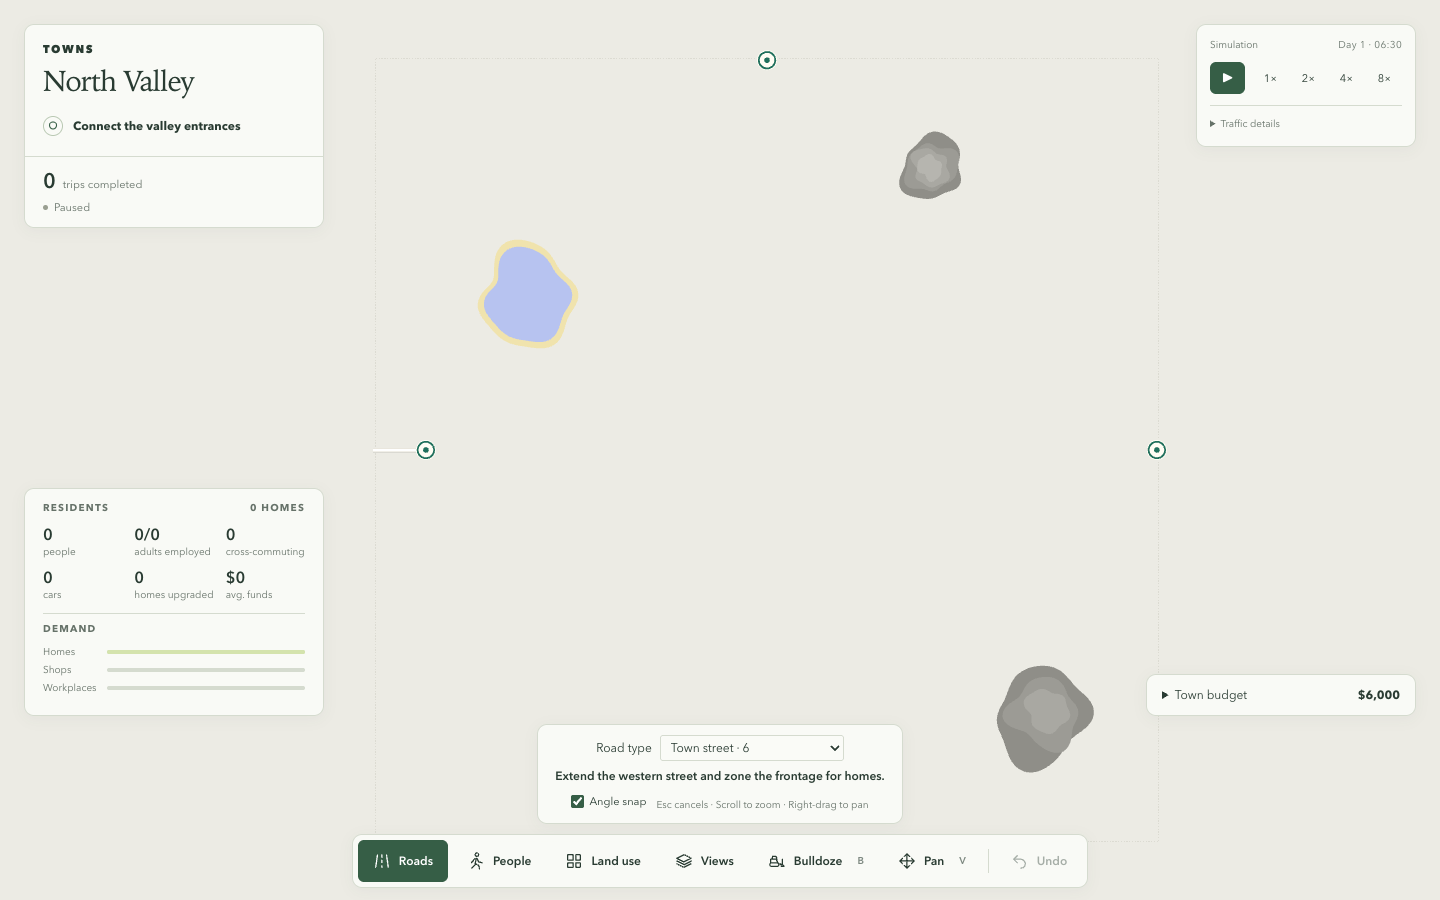 TOWNS
North Valley
Connect the valley entrances
0 trips completed
Paused
RESIDENTS 0 HOMES
0 0/0 0
people adults employed cross-commuting
0 0 $0
cars homes upgraded avg. funds
DEMAND
Homes
Shops
Workplaces
Simulation Day 1 · 06:30
1× 2× 4× 8×
Traffic details
Town budget $6,000
Road type Town street · 6
Extend the western street and zone the frontage for homes.
Angle snap Esc cancels · Scroll to zoom · Right-drag to pan
Roads People Land use Views Bulldoze B Pan V Undo